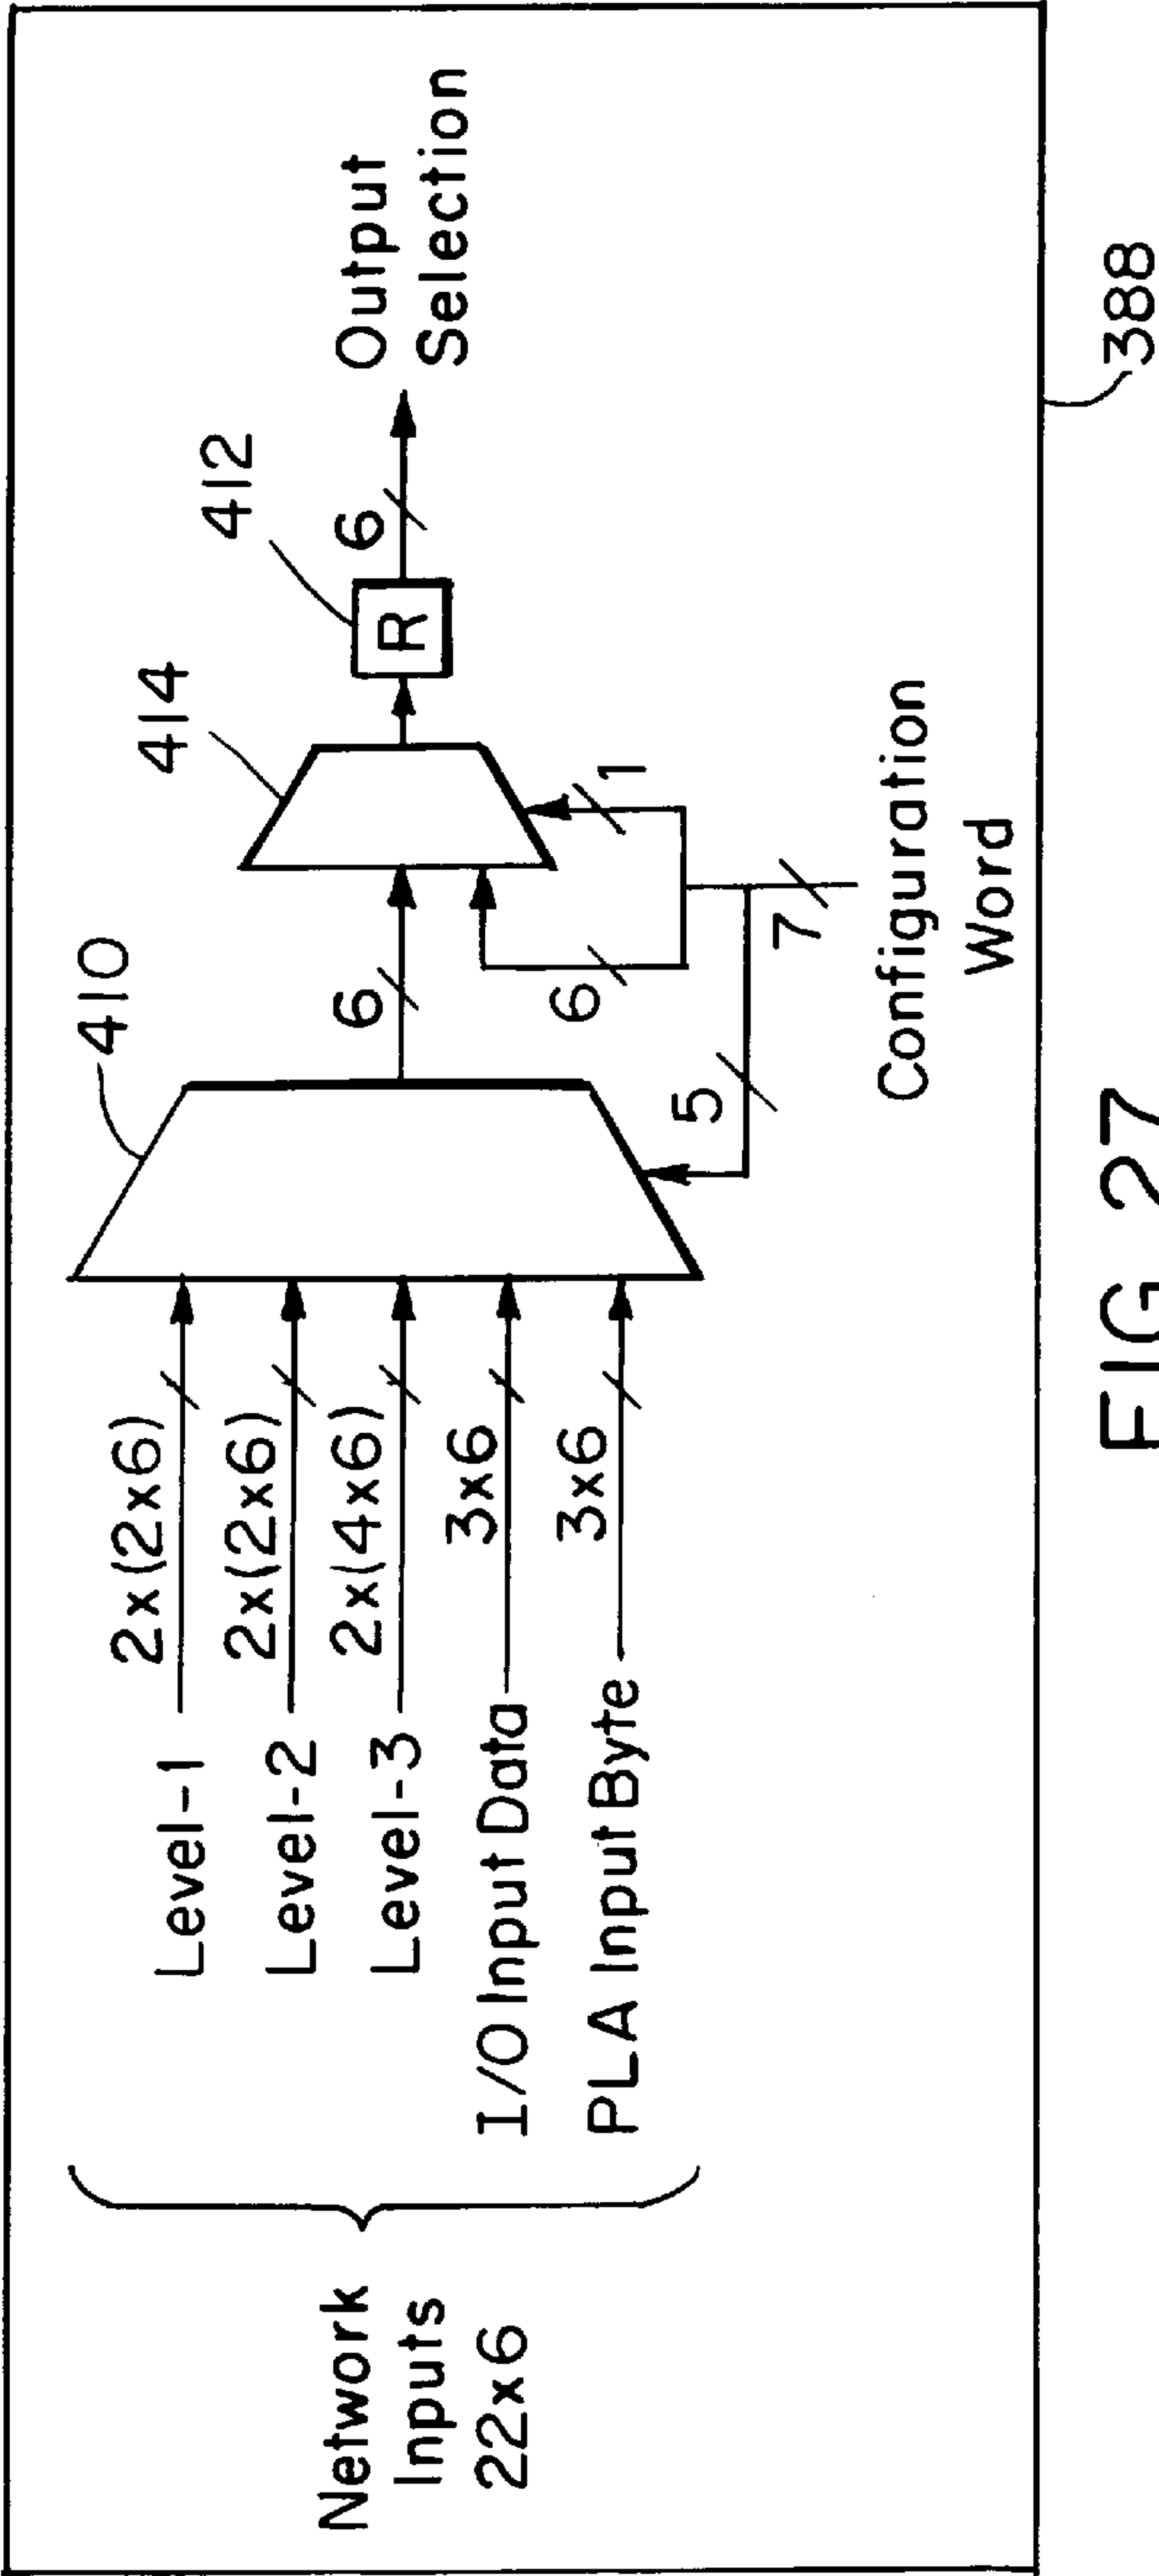 Network
Inputs
22x6
Level-1
2x(2x6)
Level-2
2x(2x6)
Level-3
2x(4x6)
I/O Input Data
3x6
PLA Input Byte
3x6
410
6
5
6
7
1
414
412
R
6
Output
Selection
Configuration
Word
388
FIG 27